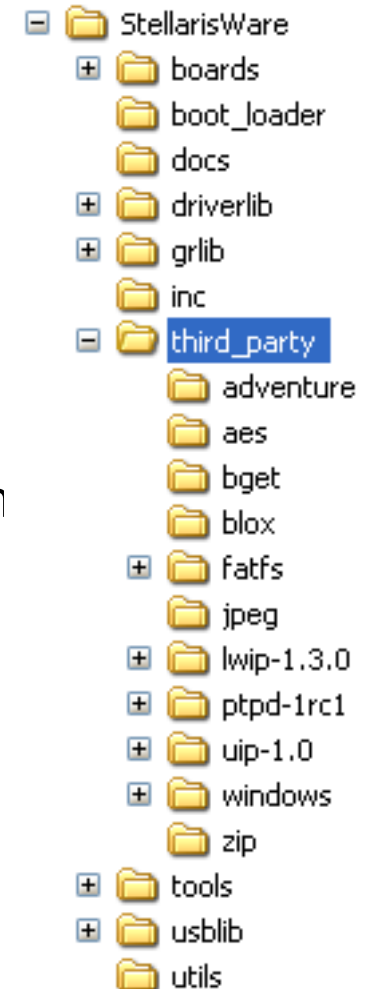 StellarisWare
boards
boot_loader
docs
driverlib
grlib
inc
third_party
adventure
aes
bget
blox
fatfs
jpeg
lwip-1.3.0
ptpd-1rc1
uip-1.0
windows
zip
tools
usblib
utils